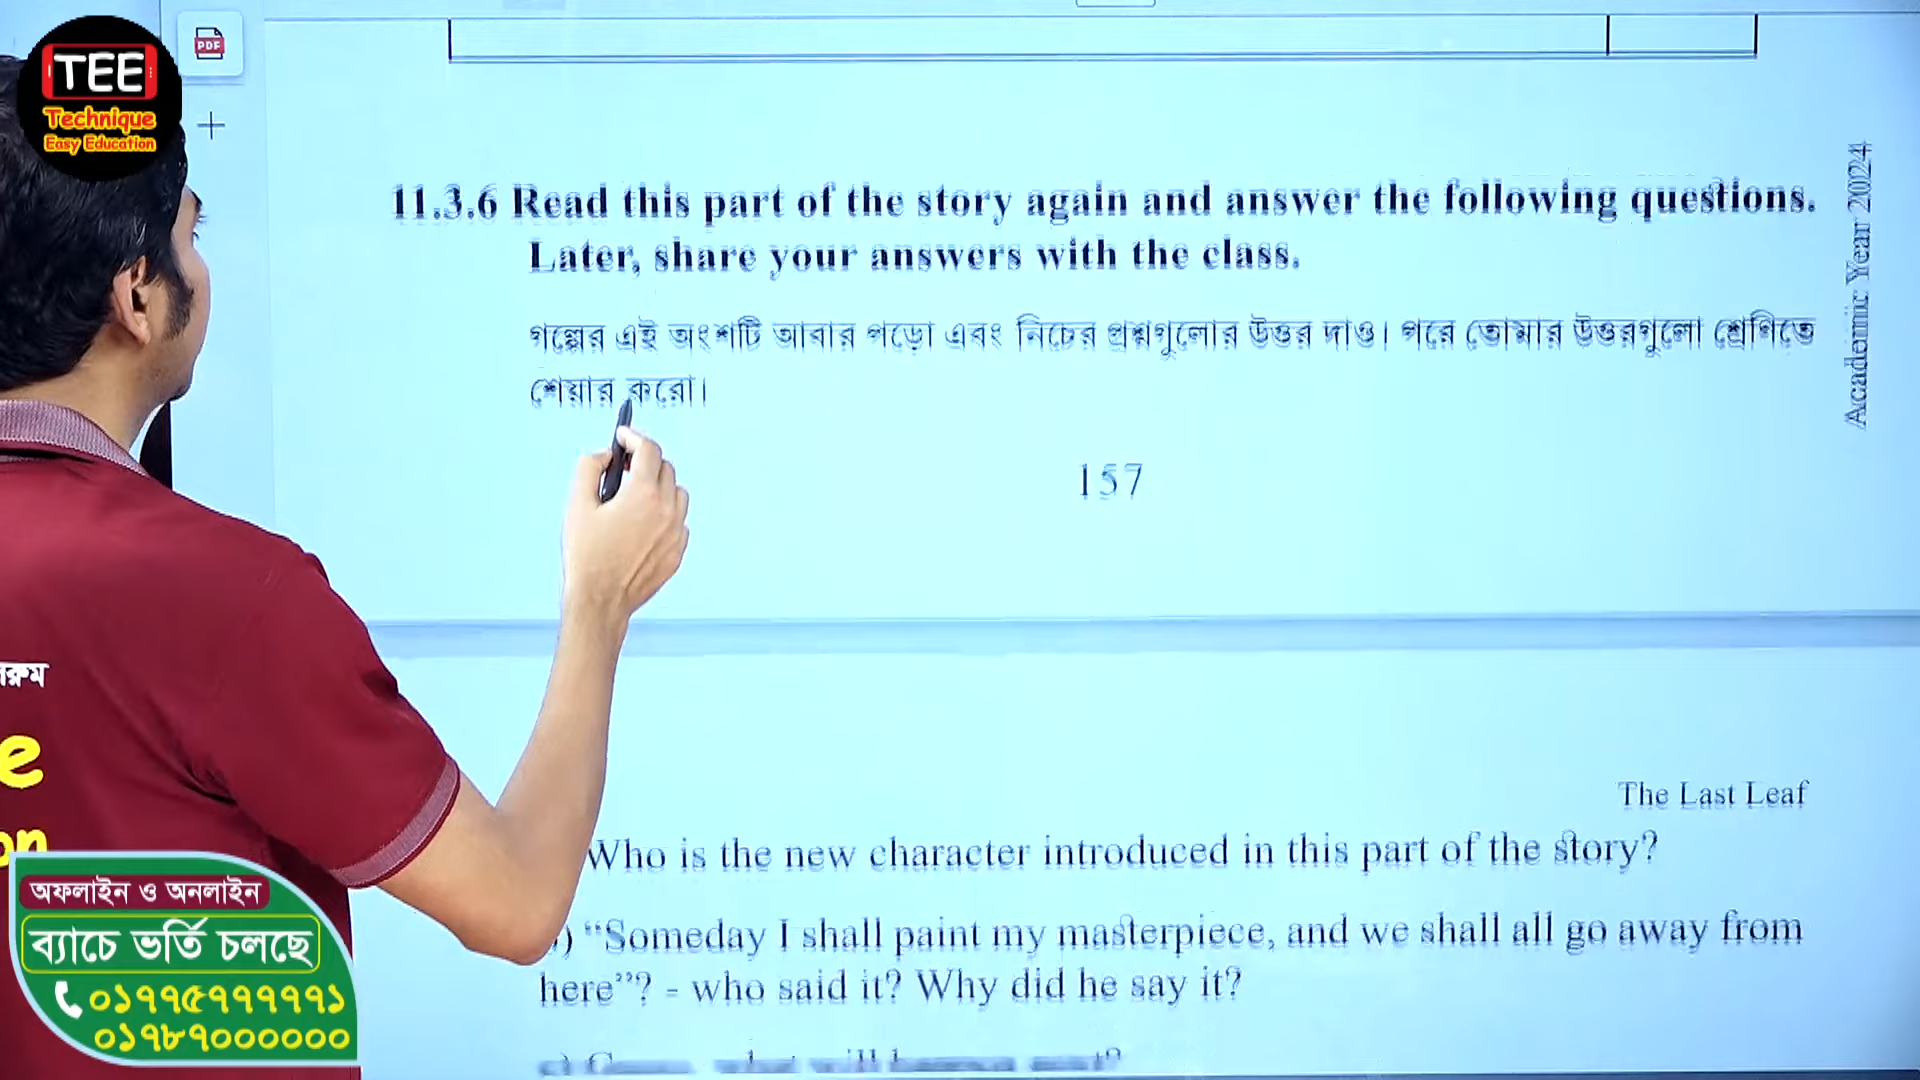 TEE
Technique
Easy Education
PDF
11.3.6 Read this part of the story again and answer the following questions.
Later, share your answers with the class.
গল্পের এই অংশটি আবার পড়ো এবং নিচের প্রশ্নগুলোর উত্তর দাও। পরে তোমার উত্তরগুলো শ্রেণিতে
শেয়ার করো।
157
Academic Year 2024
The Last Leaf
Who is the new character introduced in this part of the story?
) “Someday I shall paint my masterpiece, and we shall all go away from
here”? - who said it? Why did he say it?
what will happen next?
অফলাইন ও অনলাইন
ব্যাচে ভর্তি চলছে
০১৭৭৫৭৭৭৭৭১
০১৭৮৭০০০০০০